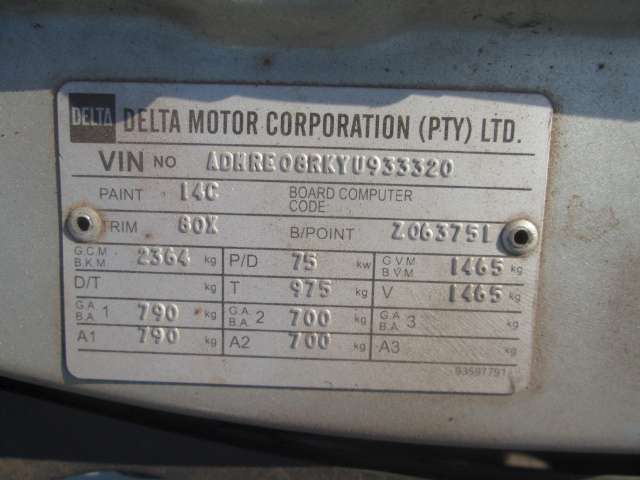 DELTA DELTA MOTOR CORPORATION (PTY) LTD.
VIN NO ADMRE08RKYU933320
PAINT 14C BOARD COMPUTER CODE
TRIM 80X B/POINT Z063751
G.C.M. B.K.M. 2364 kg P/D 75 kw G.V.M. B.V.M. 1465 kg
D/T kg T 975 kg V 1465 kg
G.A. B.A. 1 790 kg G.A. B.A. 2 700 kg G.A. B.A. 3 kg
A1 790 kg A2 700 kg A3 kg
93597791